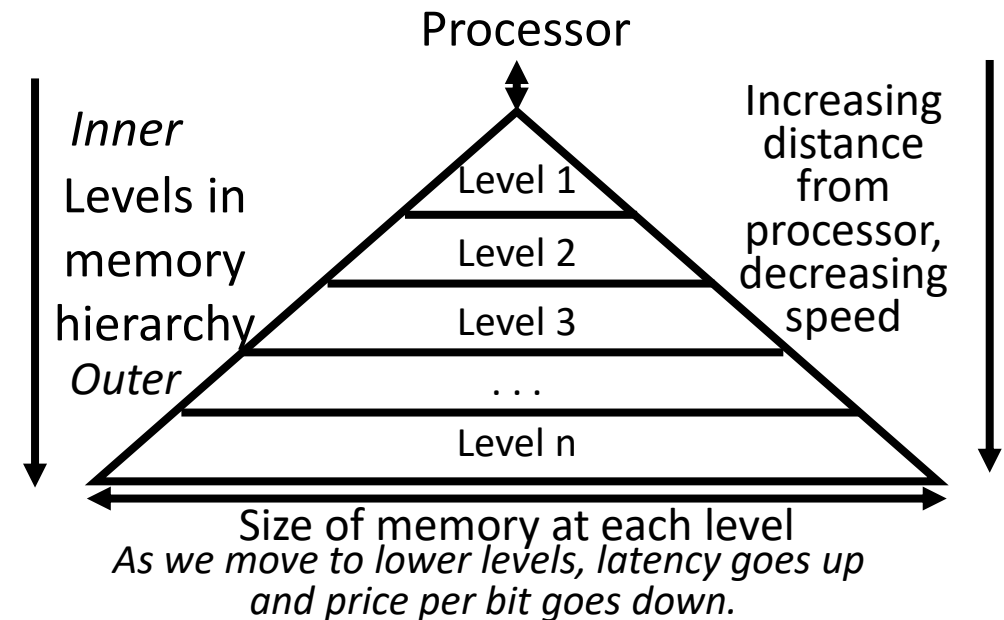 Processor
Inner
Levels in
memory
hierarchy
Outer
Increasing
distance
from
processor,
decreasing
speed
Level 1
Level 2
Level 3
. . .
Level n
Size of memory at each level
As we move to lower levels, latency goes up
and price per bit goes down.